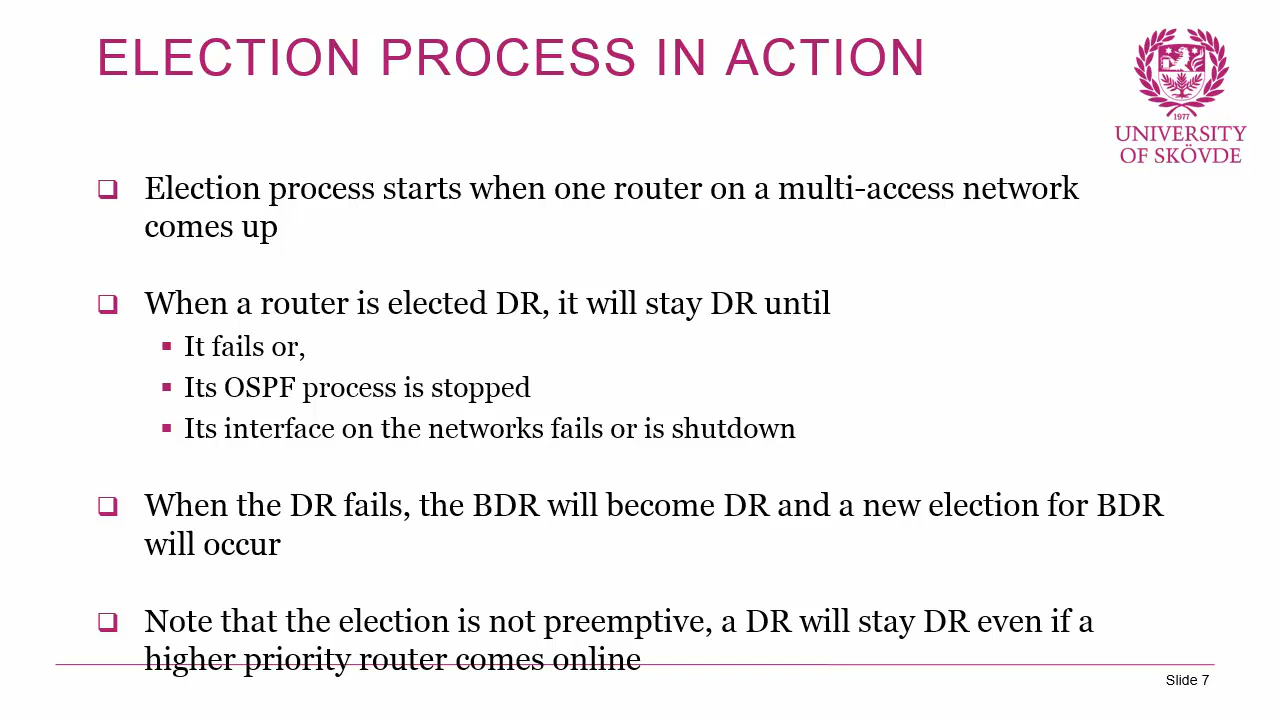 ELECTION PROCESS IN ACTION
1977
UNIVERSITY
OF SKÖVDE
Election process starts when one router on a multi-access network
comes up
When a router is elected DR, it will stay DR until
It fails or,
Its OSPF process is stopped
Its interface on the networks fails or is shutdown
When the DR fails, the BDR will become DR and a new election for BDR
will occur
Note that the election is not preemptive, a DR will stay DR even if a
higher priority router comes online
Slide 7